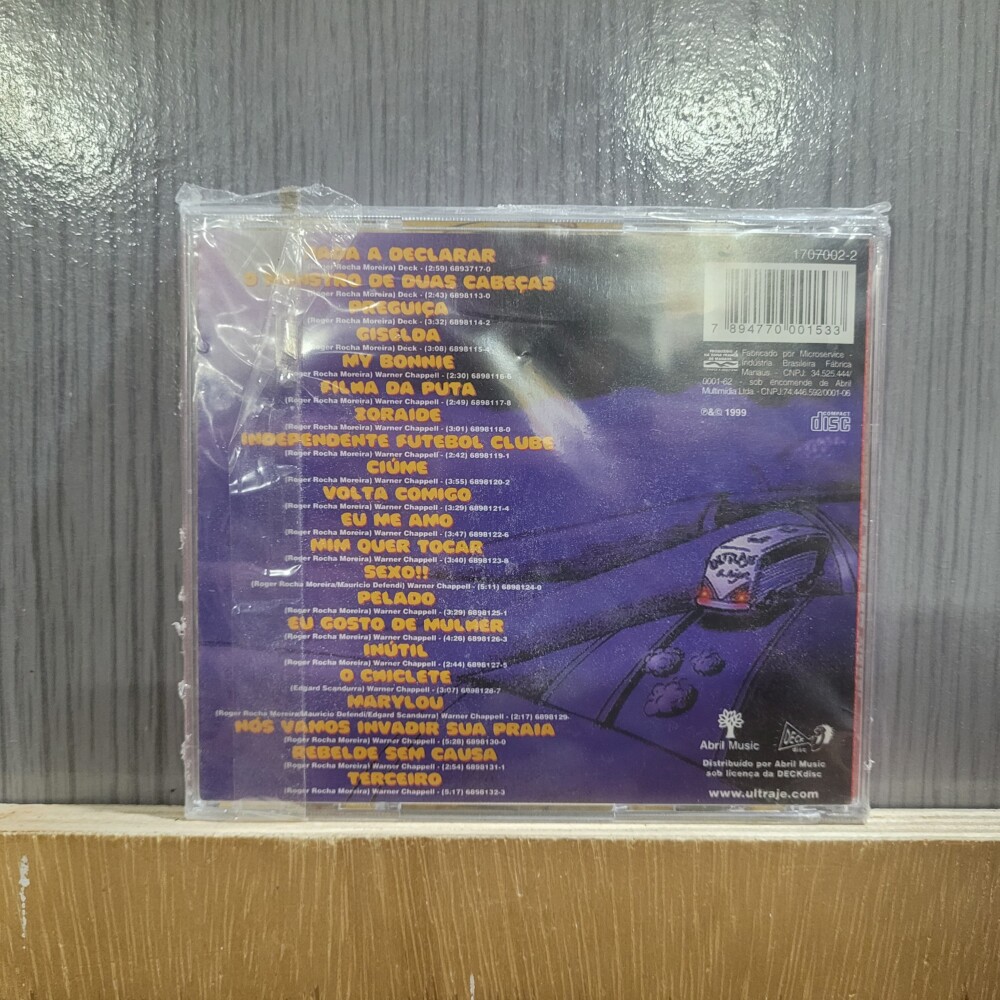 NADA A DECLARAR
(Roger Rocha Moreira) Deck - (2:59) 6893717-0
O MONSTRO DE DUAS CABEÇAS
(Roger Rocha Moreira) Deck - (2:43) 6898113-0
PREGUIÇA
(Roger Rocha Moreira) Deck - (3:32) 6898114-2
GISELDA
(Roger Rocha Moreira) Deck - (3:08) 6898115-
MY BONNIE
(Roger Rocha Moreira) Warner Chappell - (2:30) 6898116-
FILHA DA PUTA
(Roger Rocha Moreira) Warner Chappell - (2:49) 6898117-8
ZORAIDE
(Roger Rocha Moreira) Warner Chappell - (3:01) 6898118-0
INDEPENDENTE FUTEBOL CLUBE
(Roger Rocha Moreira) Warner Chappell - (2:42) 6898119-1
CIÚME
(Roger Rocha Moreira) Warner Chappell - (3:55) 6898120-2
VOLTA COMIGO
(Roger Rocha Moreira) Warner Chappell - (3:29) 6898121-4
EU ME AMO
(Roger Rocha Moreira) Warner Chappell - (3:47) 6898122-6
MIM QUER TOCAR
(Roger Rocha Moreira) Warner Chappell - (3:40) 6898123-8
SEXO!!
(Roger Rocha Moreira/Mauricio Defendi) Warner Chappell - (5:11) 6898124-0
PELADO
(Roger Rocha Moreira) Warner Chappell - (3:29) 6898125-1
EU GOSTO DE MULHER
(Roger Rocha Moreira) Warner Chappell - (4:26) 6898126-3
INÚTIL
(Roger Rocha Moreira) Warner Chappell - (2:44) 6898127-5
O CHICLETE
(Edgard Scandurra) Warner Chappell - (3:07) 6898128-7
MARYLOU
(Roger Rocha Moreira/Mauricio Defendi/Edgard Scandurra) Warner Chappell - (2:17) 6898129-
NÓS VAMOS INVADIR SUA PRAIA
(Roger Rocha Moreira) Warner Chappell - (5:28) 6898130-0
REBELDE SEM CAUSA
(Roger Rocha Moreira) Warner Chappell - (2:54) 6898131-1
TERCEIRO
(Roger Rocha Moreira) Warner Chappell - (5:17) 6898132-3
1707002-2
7 894770 001533
Fabricado por Microservice -
indústria Brasileira Fábrica
Manaus - CNPJ: 34.525.444/
0001-62 - sob encomende de Abril
Multimídia Ltda - CNPJ:74.446.592/0001-06
℗&© 1999
COMPACT
disc
ULTRAJE
a rigor
Abril Music
DECK
disc
Distribuído por Abril Music
sob licença da DECKdisc
www.ultraje.com